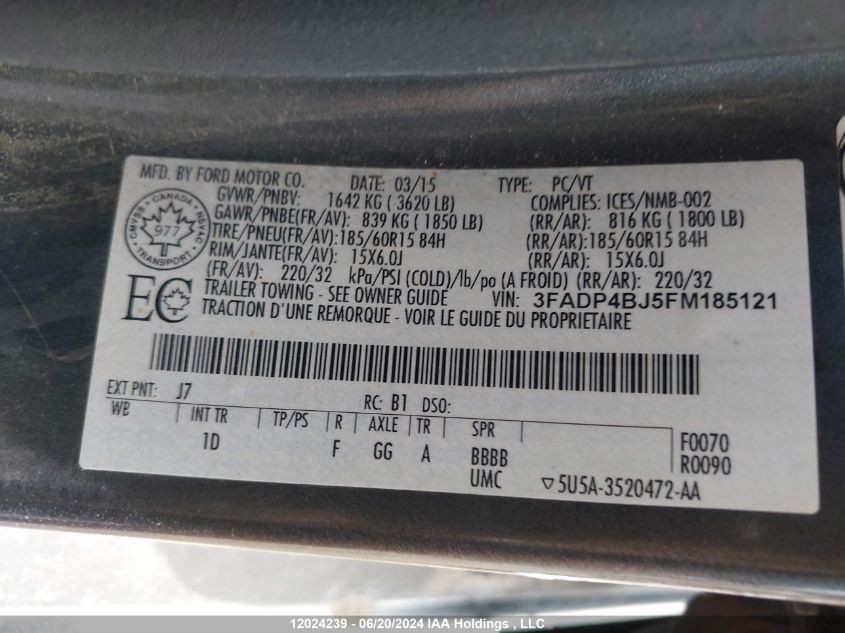 MFD. BY FORD MOTOR CO. DATE: 03/15 TYPE: PC/VT
GVWR/PNBV: 1642 KG ( 3620 LB) COMPLIES: ICES/NMB-002
GAWR/PNBE(FR/AV): 839 KG ( 1850 LB) (RR/AR): 816 KG ( 1800 LB)
TIRE/PNEU(FR/AV):185/60R15 84H (RR/AR):185/60R15 84H
RIM/JANTE(FR/AV): 15X6.0J (RR/AR): 15X6.0J
(FR/AV): 220/32 kPa/PSI (COLD)/lb/po (A FROID) (RR/AR): 220/32
TRAILER TOWING - SEE OWNER GUIDE VIN: 3FADP4BJ5FM185121
TRACTION D'UNE REMORQUE - VOIR LE GUIDE DU PROPRIETAIRE
CANADA
CMVSS 977 NSVAC
TRANSPORT
EC
EXT PNT: J7 RC: B1 DSO:
WB INT TR TP/PS R AXLE TR SPR F0070
1D F GG A BBBB R0090
UMC ▽5U5A-3520472-AA
12024239 - 06/20/2024 IAA Holdings , LLC